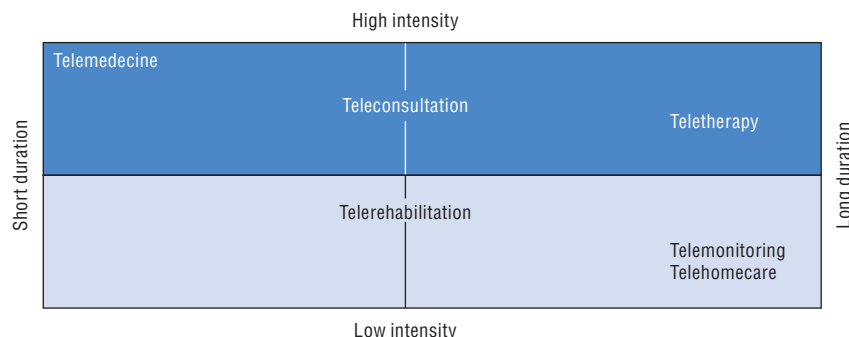 High intensity
Telemedecine
Teleconsultation
Teletherapy
Short duration
Long duration
Telerehabilitation
Telemonitoring
Telehomecare
Low intensity